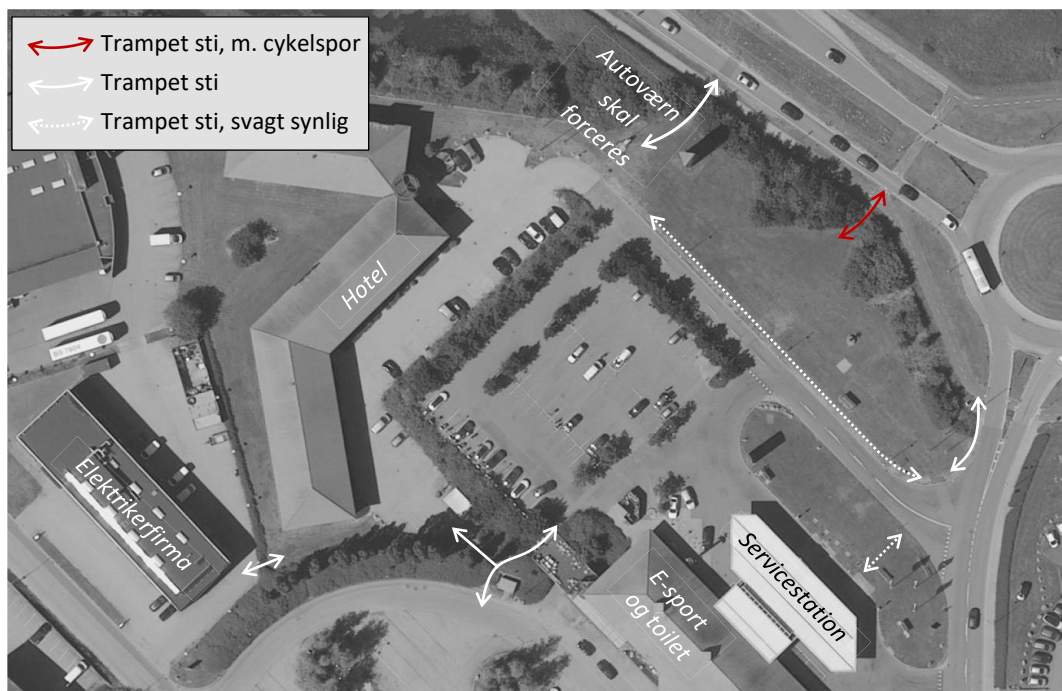 Trampet sti, m. cykelspor
Trampet sti
Trampet sti, svagt synlig
Autoværn
skal
forceres
Hotel
Elektrikerfirma
E-sport
og toilet
Servicestation